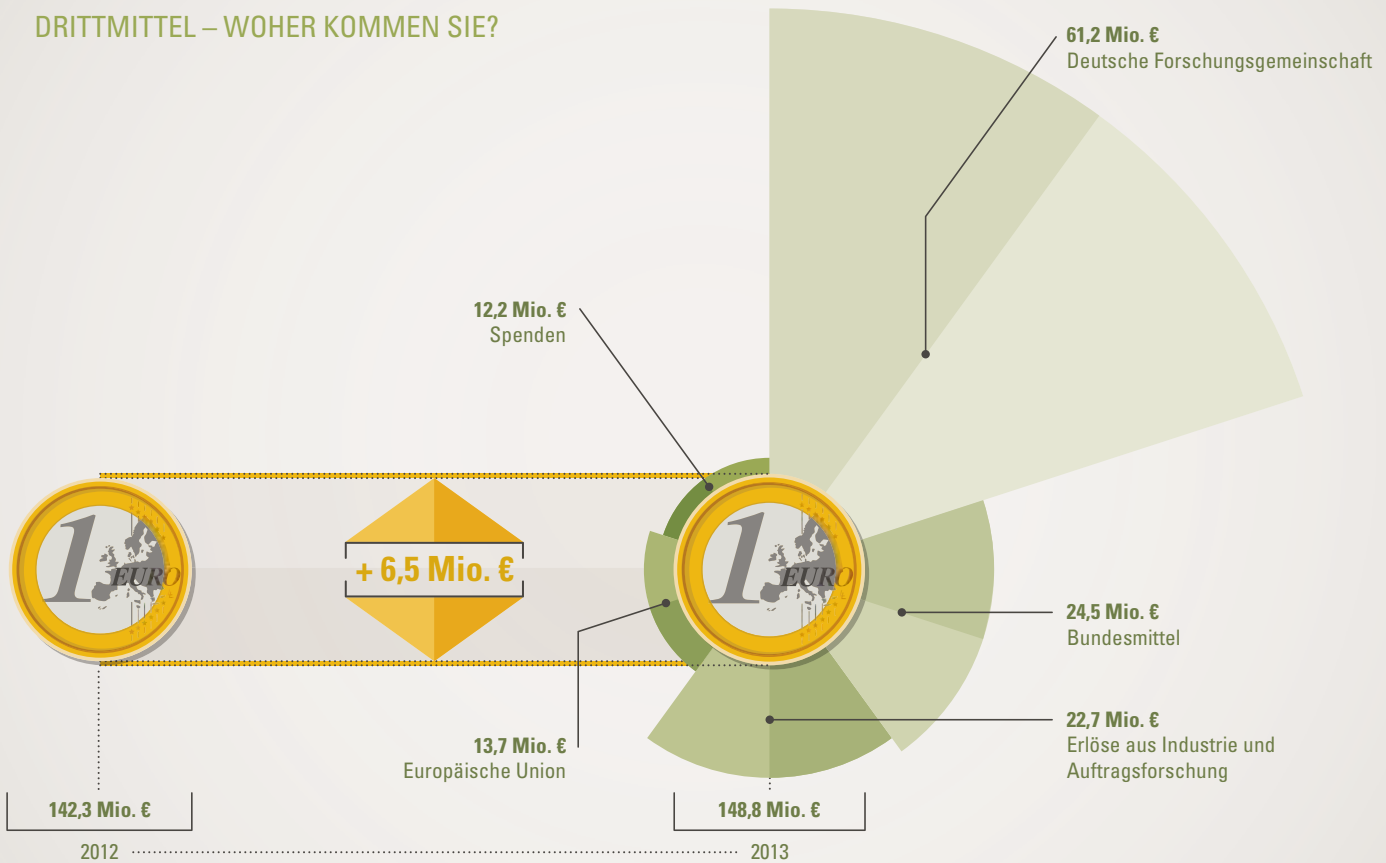 DRITTMITTEL – WOHER KOMMEN SIE?
61,2 Mio. €
Deutsche Forschungsgemeinschaft
12,2 Mio. €
Spenden
1 EURO
+ 6,5 Mio. €
1 EURO
24,5 Mio. €
Bundesmittel
22,7 Mio. €
Erlöse aus Industrie und
Auftragsforschung
13,7 Mio. €
Europäische Union
142,3 Mio. €
148,8 Mio. €
2012
2013